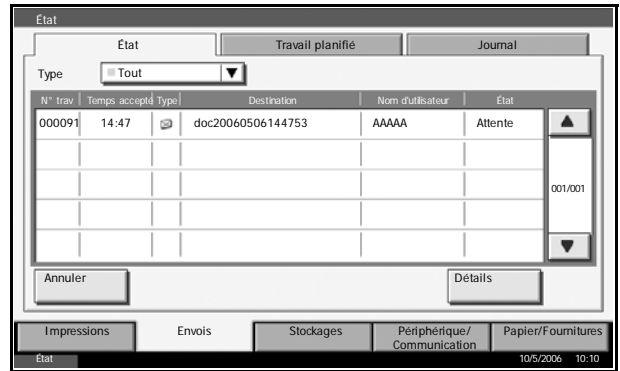 État
État Travail planifié Journal
Type Tout
N° trav Temps accepté Type Destination Nom d'utilisateur État
000091 14:47 doc20060506144753 AAAAA Attente
001/001
Annuler Détails
Impressions Envois Stockages Périphérique/ Communication Papier/Fournitures
État 10/5/2006 10:10